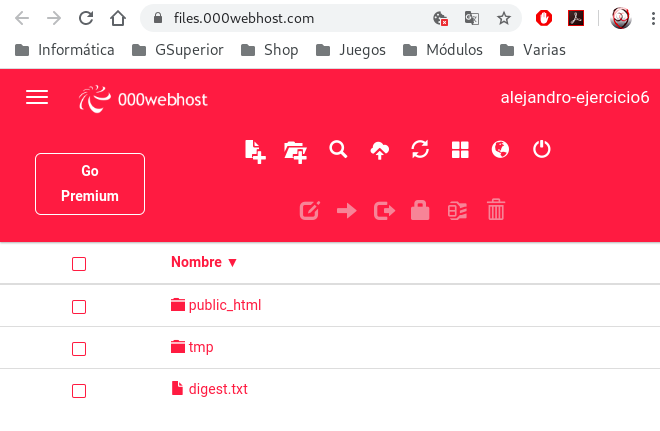 files.000webhost.com
Informática GSuperior Shop Juegos Módulos Varias
000webhost alejandro-ejercicio6
Go
Premium
Nombre ▼
public_html
tmp
digest.txt